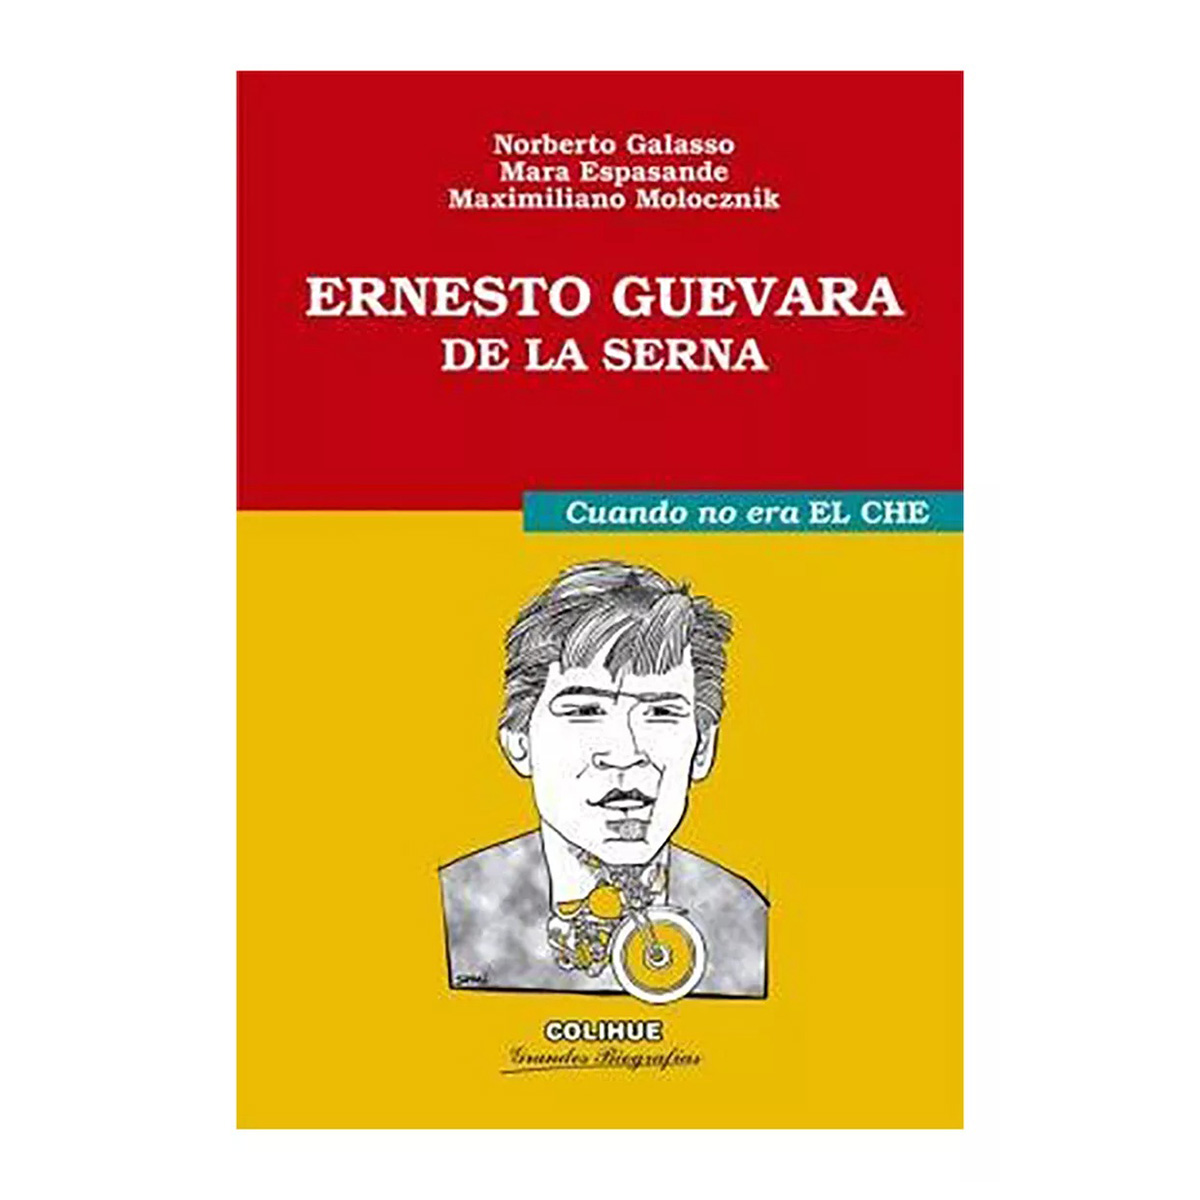 Norberto Galasso
Mara Espasande
Maximiliano Molocznik
ERNESTO GUEVARA
DE LA SERNA
Cuando no era EL CHE
COLIHUE
Grandes Biografías